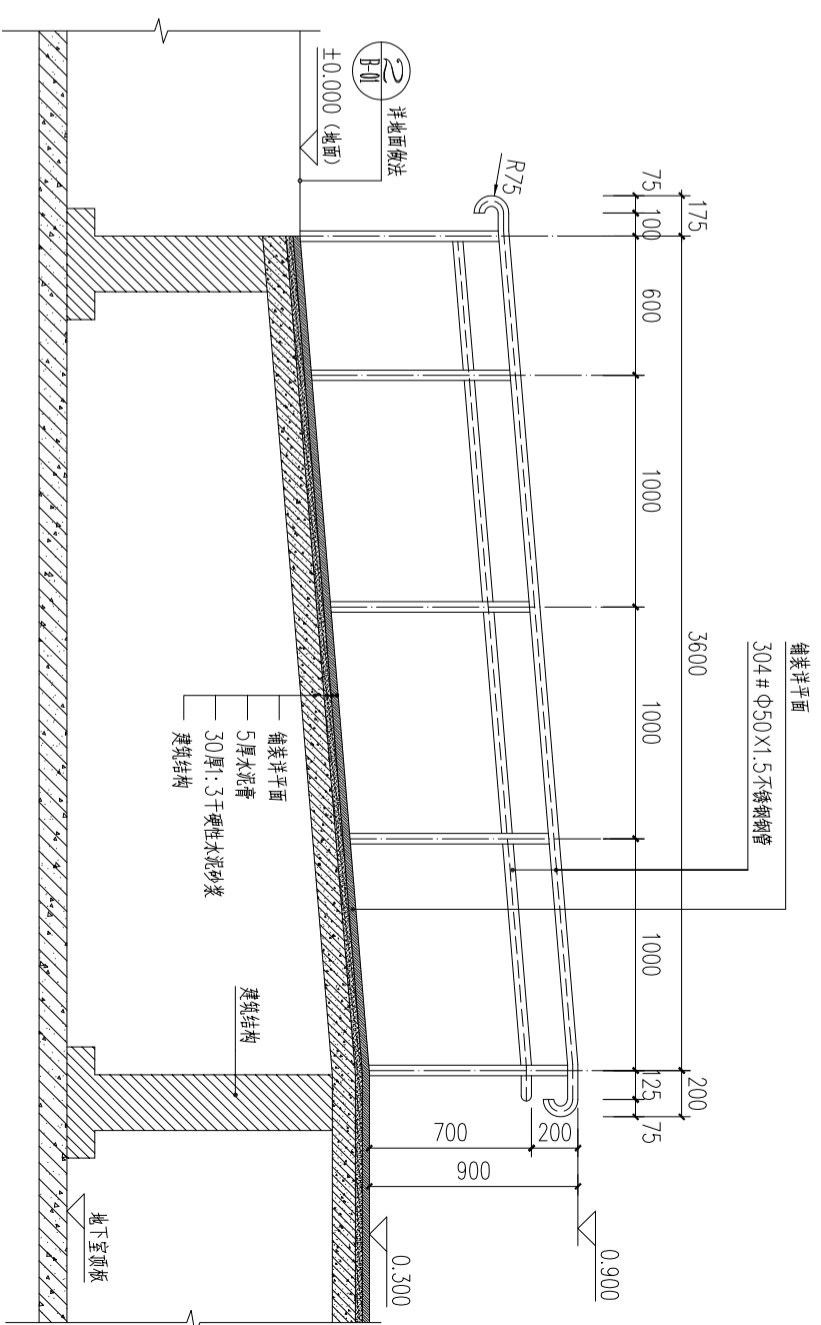 铺装详平面
304#Φ50X1.5不锈钢钢管
175
3600
200
75
100
600
1000
1000
1000
125
75
R75
200
700
900
0.900
0.300
详地面做法
2
B-01
±0.000 (地面)
铺装详平面
5厚水泥膏
30厚1:3干硬性水泥砂浆
建筑结构
建筑结构
地下室顶板